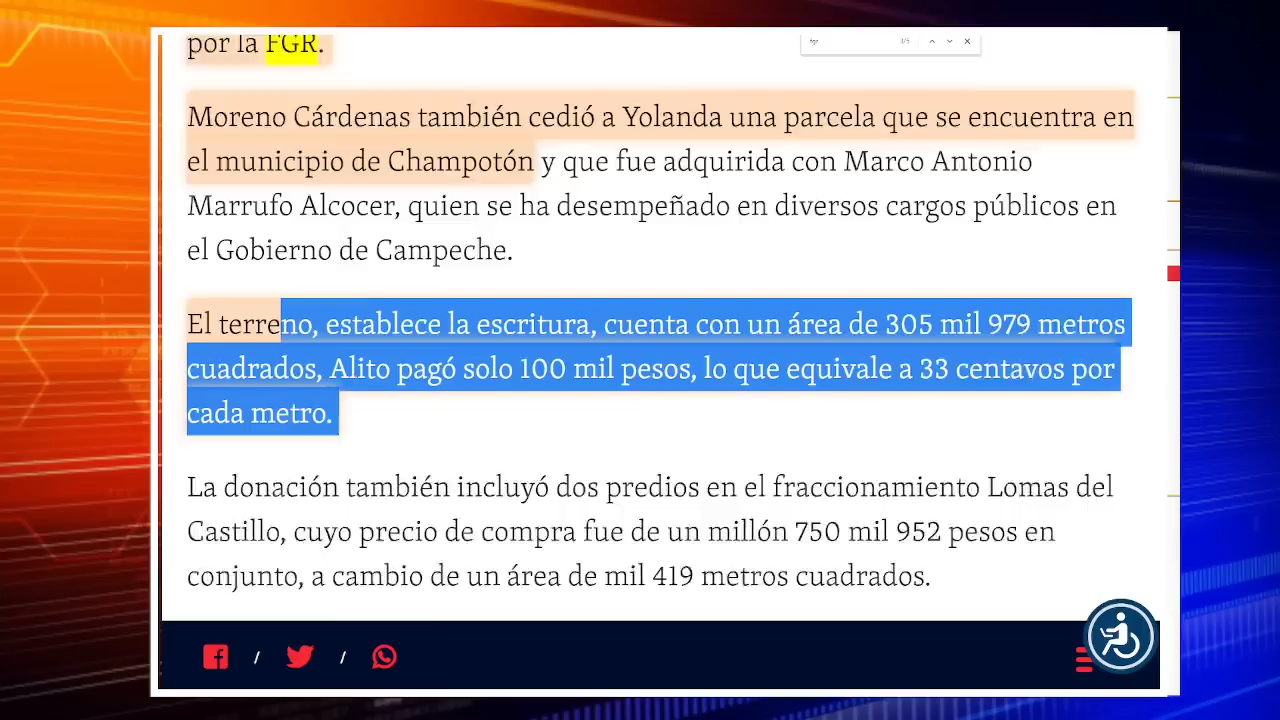 por la FGR.
fgr 3/5
Moreno Cárdenas también cedió a Yolanda una parcela que se encuentra en
el municipio de Champotón y que fue adquirida con Marco Antonio
Marrufo Alcocer, quien se ha desempeñado en diversos cargos públicos en
el Gobierno de Campeche.
El terreno, establece la escritura, cuenta con un área de 305 mil 979 metros
cuadrados, Alito pagó solo 100 mil pesos, lo que equivale a 33 centavos por
cada metro.
La donación también incluyó dos predios en el fraccionamiento Lomas del
Castillo, cuyo precio de compra fue de un millón 750 mil 952 pesos en
conjunto, a cambio de un área de mil 419 metros cuadrados.
/ /